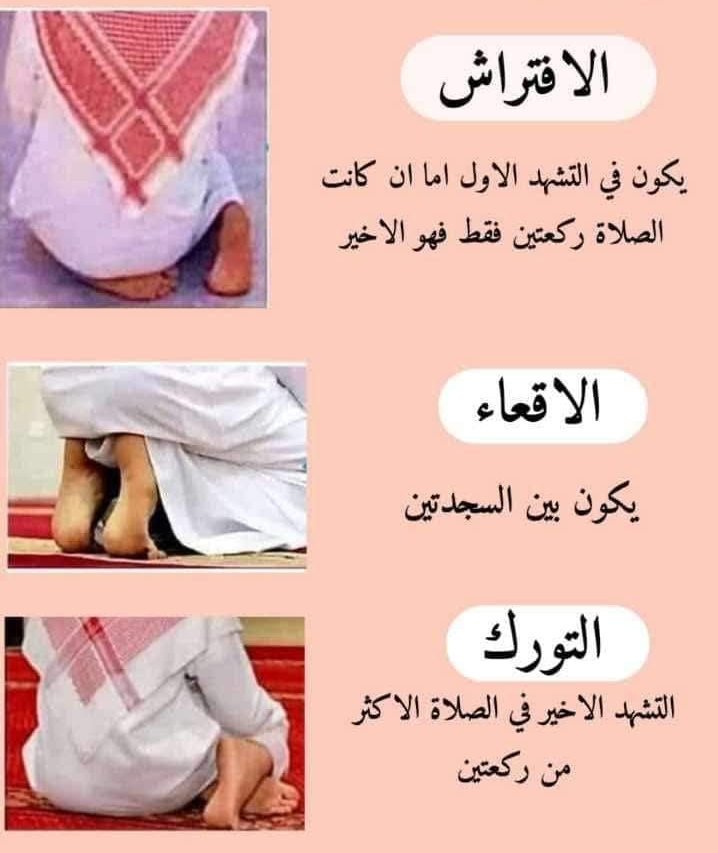 الافتراش
يكون في التشهد الاول اما ان كانت
الصلاة ركعتين فقط فهو الاخير
الاقعاء
يكون بين السجدتين
التورك
التشهد الاخير في الصلاة الاكثر
من ركعتين